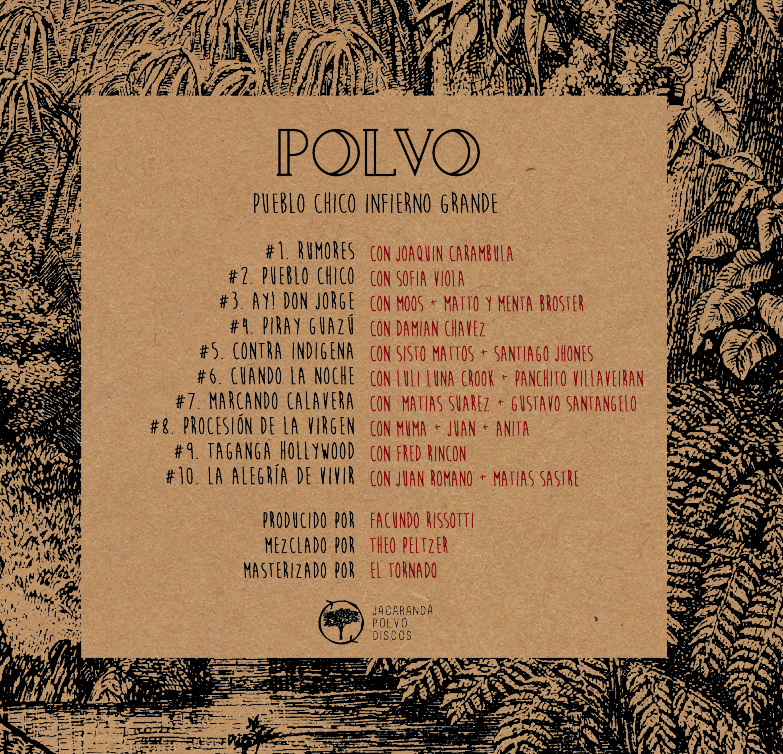 POLVO
PUEBLO CHICO INFIERNO GRANDE
#1. RUMORES CON JOAQUIN CARAMBULA
#2. PUEBLO CHICO CON SOFIA VIOLA
#3. AY! DON JORGE CON MOOS + MATTO Y MENTA BROSTER
#4. PIRAY GUAZÚ CON DAMIAN CHAVEZ
#5. CONTRA INDIGENA CON SISTO MATTOS + SANTIAGO JHONES
#6. CUANDO LA NOCHE CON LULI LUNA CROOK + PANCHITO VILLAVEIRAN
#7. MARCANDO CALAVERA CON MATIAS SUAREZ + GUSTAVO SANTANGELO
#8. PROCESIÓN DE LA VIRGEN CON MUMA + JUAN + ANITA
#9. TAGANGA HOLLYWOOD CON FRED RINCON
#10. LA ALEGRÍA DE VIVIR CON JUAN ROMANO + MATIAS SASTRE
PRODUCIDO POR FACUNDO RISSOTTI
MEZCLADO POR THEO PELTZER
MASTERIZADO POR EL TORNADO
JACARANDÁ
POLVO
DISCOS